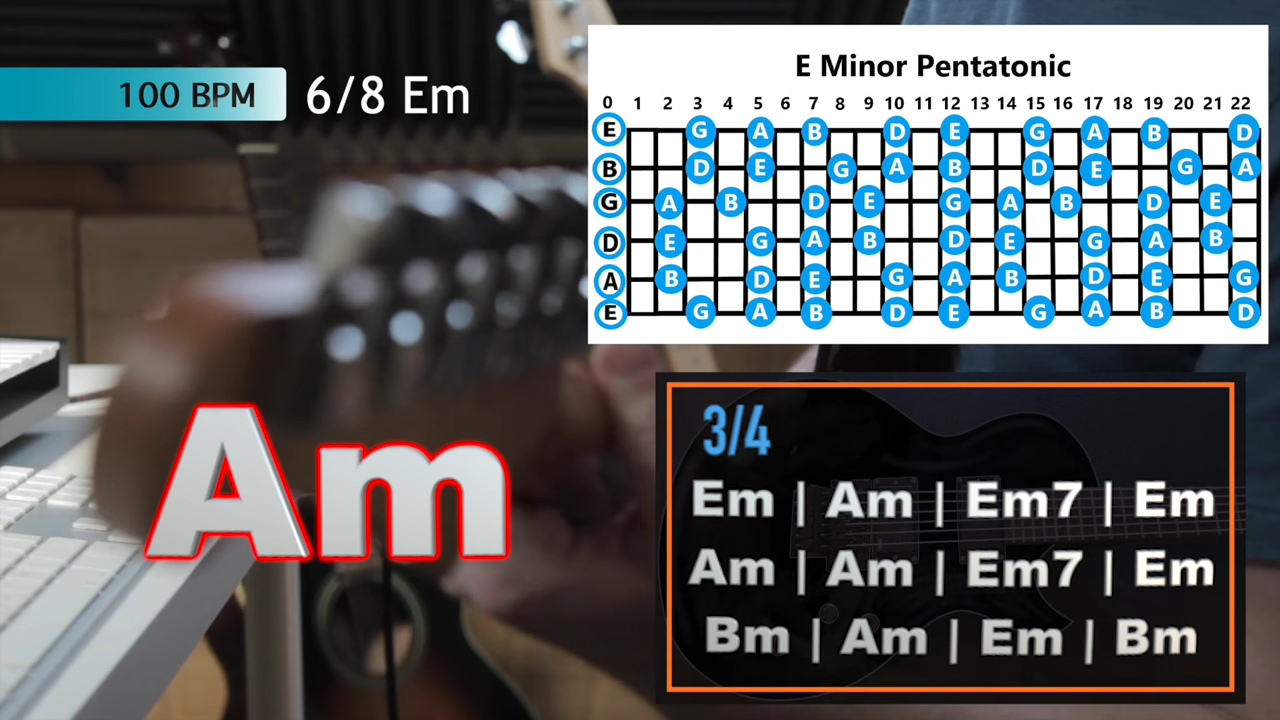 100 BPM 6/8 Em
E Minor Pentatonic
0 1 2 3 4 5 6 7 8 9 10 11 12 13 14 15 16 17 18 19 20 21 22
E G A B D E G A B D
B D E G A B D E G A
G A B D E G A B D E
D E G A B D E G A B
A B D E G A B D E G
E G A B D E G A B D
Am
3/4
Em | Am | Em7 | Em
Am | Am | Em7 | Em
Bm | Am | Em | Bm